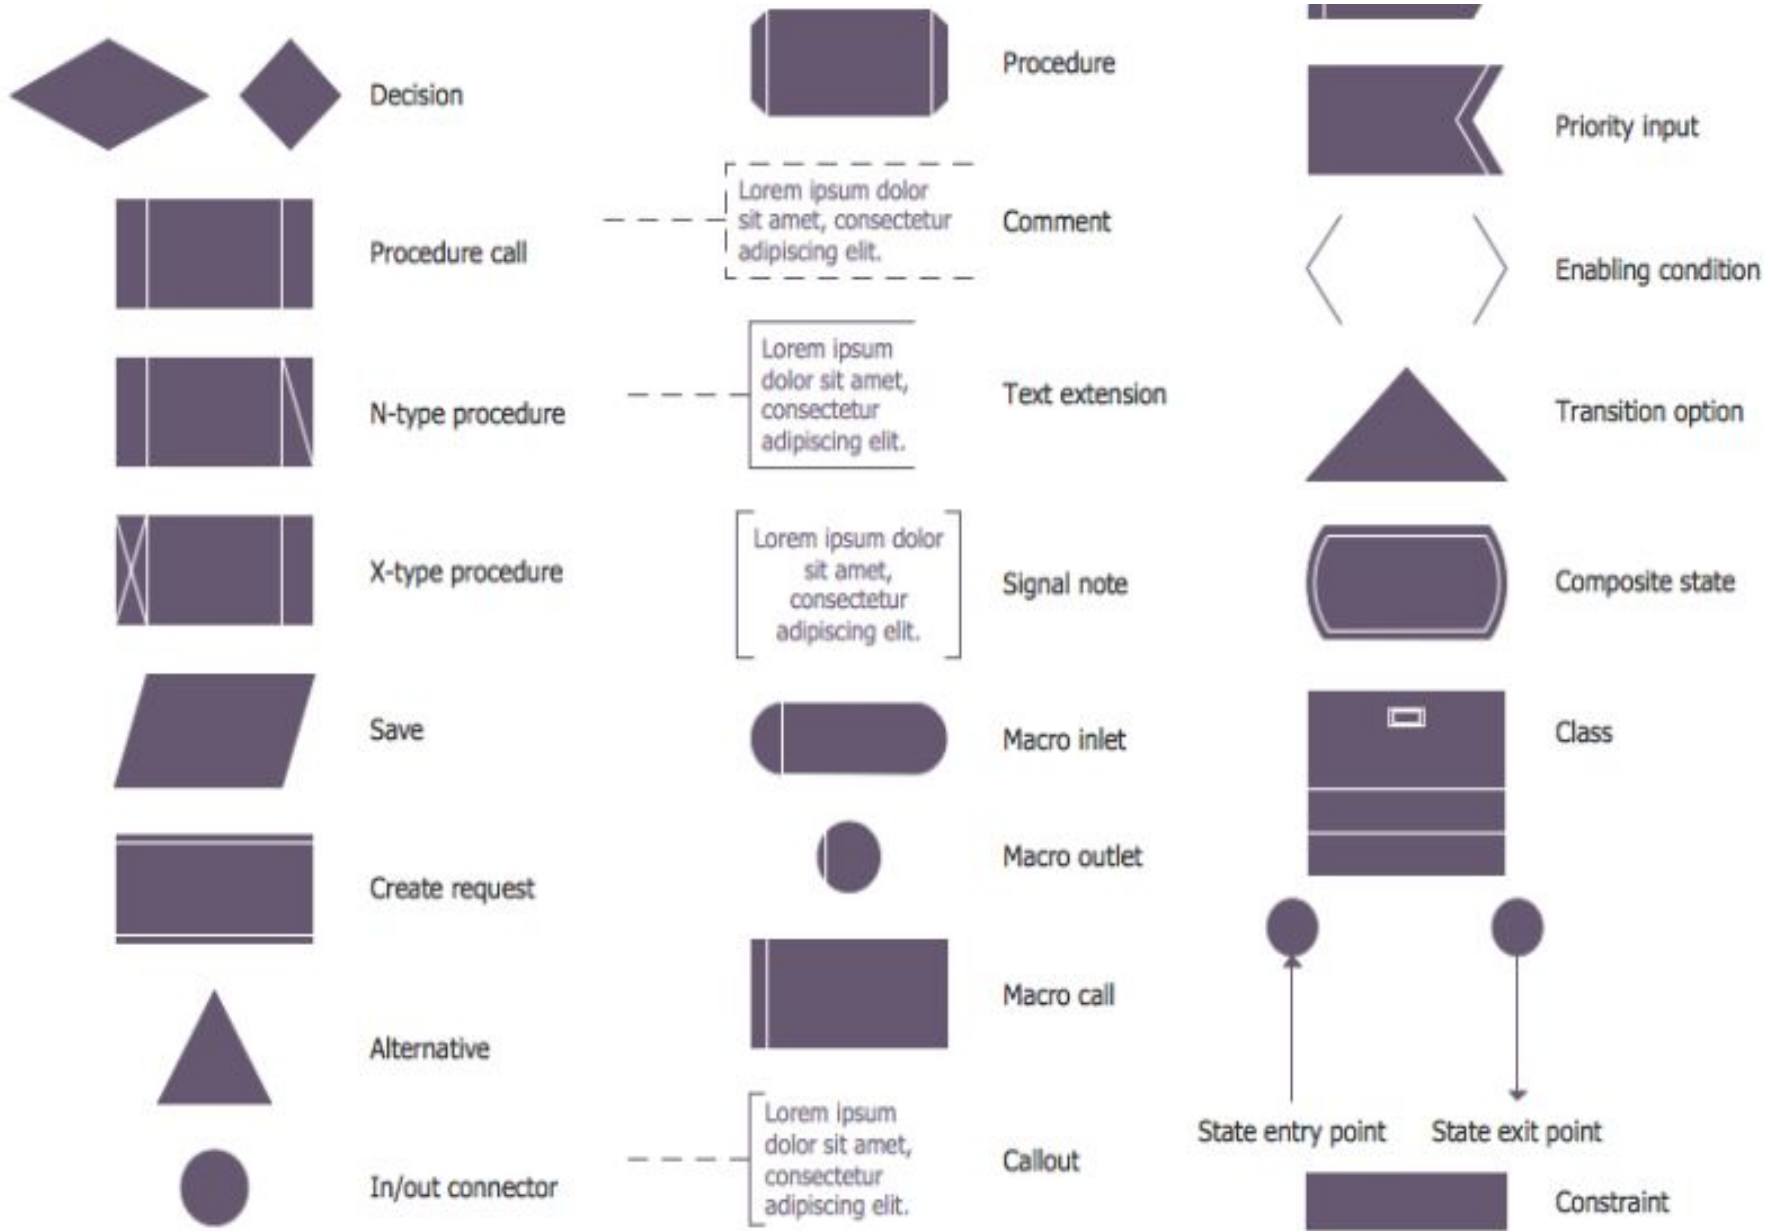 Decision
Procedure call
N-type procedure
X-type procedure
Save
Create request
Alternative
In/out connector
Procedure
Lorem ipsum dolor
sit amet, consectetur
adipiscing elit.
Comment
Lorem ipsum
dolor sit amet,
consectetur
adipiscing elit.
Text extension
Lorem ipsum dolor
sit amet,
consectetur
adipiscing elit.
Signal note
Macro inlet
Macro outlet
Macro call
Lorem ipsum
dolor sit amet,
consectetur
adipiscing elit.
Callout
Priority input
Enabling condition
Transition option
Composite state
Class
State entry point
State exit point
Constraint